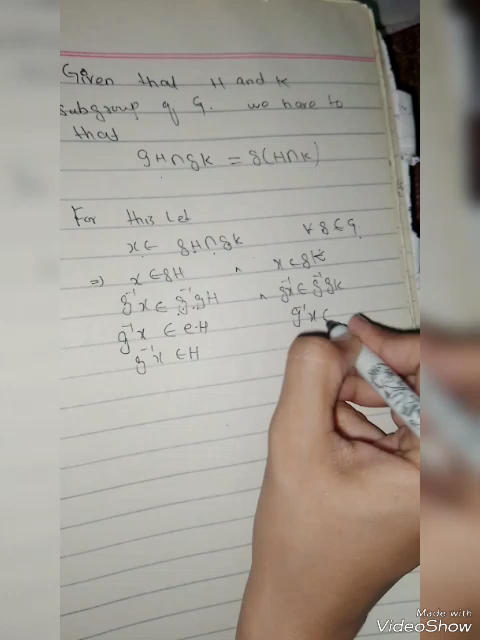 Given that H and K
subgroup of G. we have to
that
gH∩gK = g(H∩K)
For this Let
x ∈ gH∩gK ∀ g ∈ G
=> x ∈ gH ∧ x ∈ gK
g⁻¹x ∈ g⁻¹gH ∧ g⁻¹x ∈ g⁻¹gK
g⁻¹x ∈ e·H g⁻¹x ∈
g⁻¹x ∈ H
Made with
VideoShow